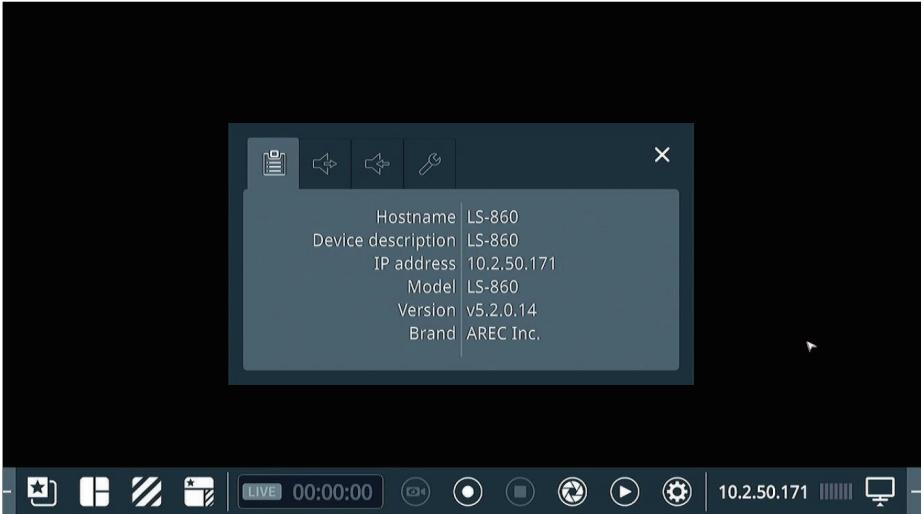 Hostname LS-860
Device description LS-860
IP address 10.2.50.171
Model LS-860
Version v5.2.0.14
Brand AREC Inc.
LIVE 00:00:00 10.2.50.171